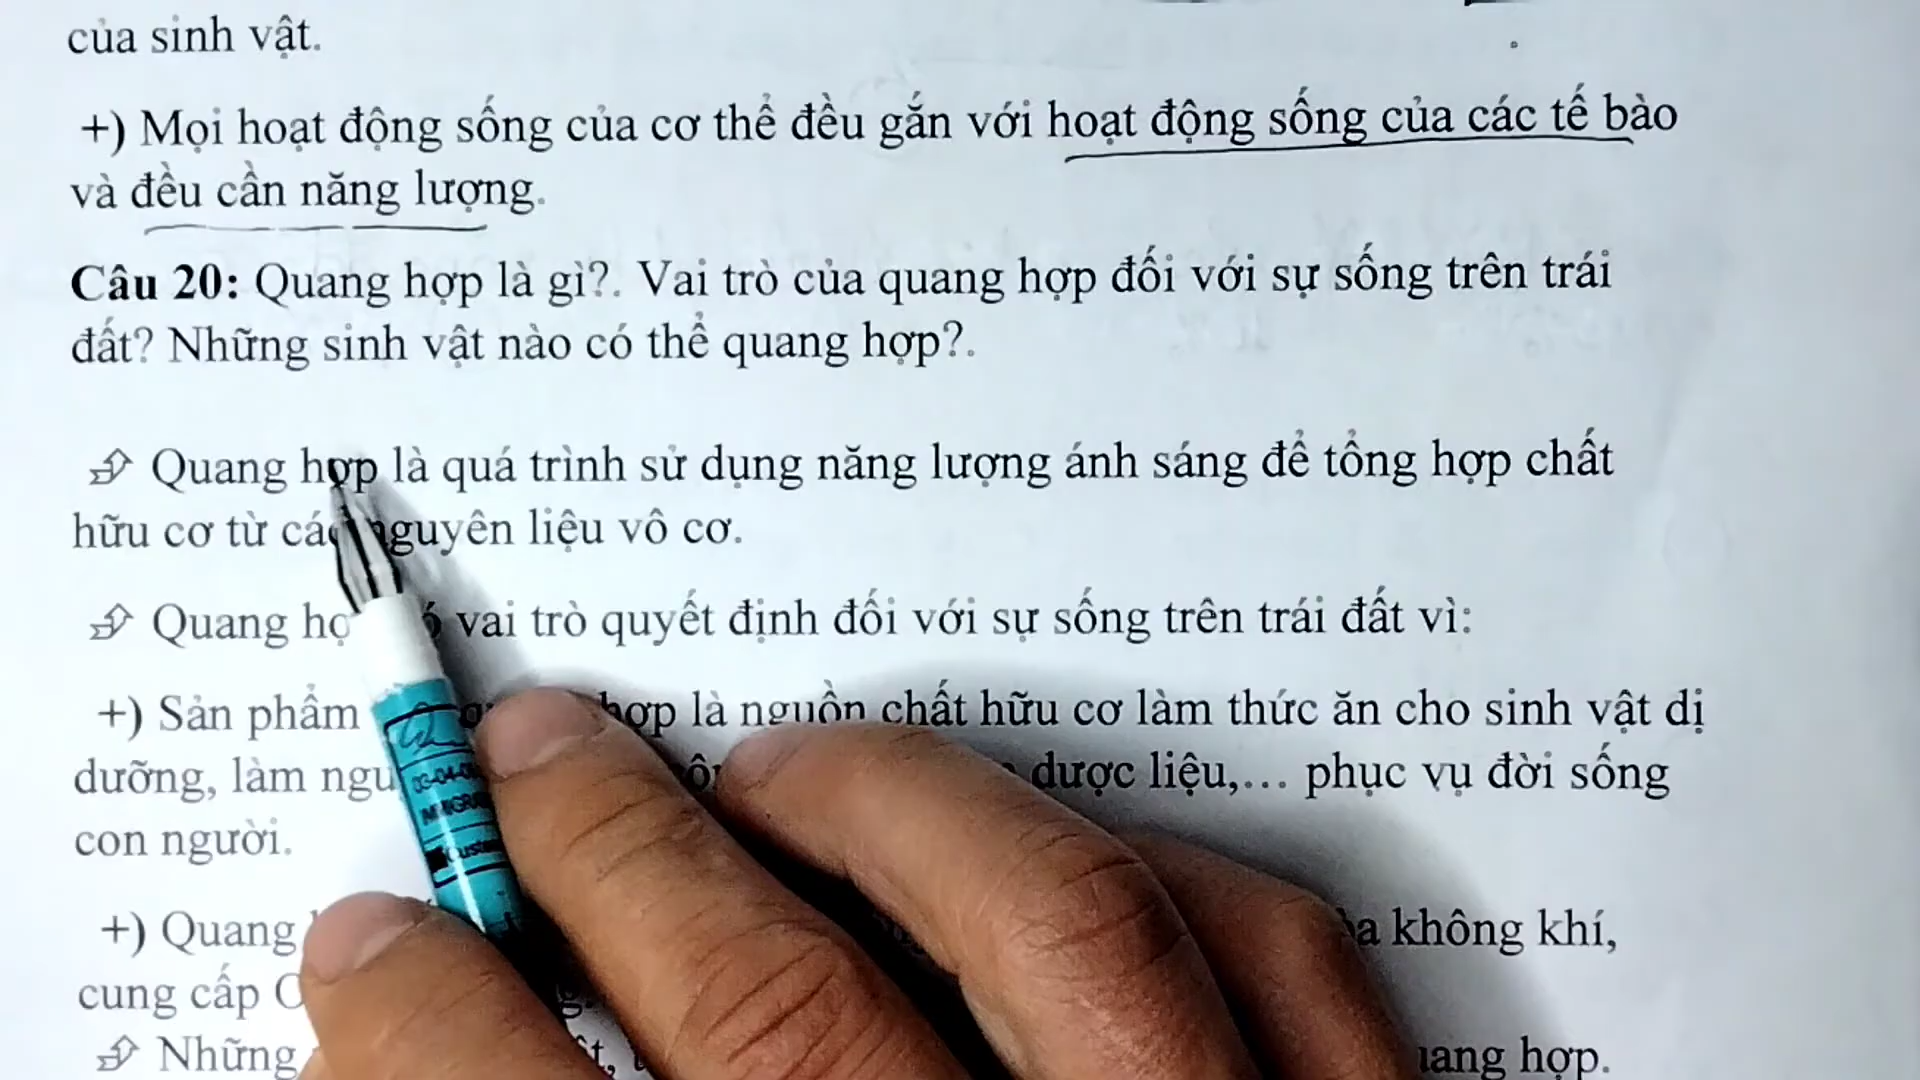 của sinh vật.
+) Mọi hoạt động sống của cơ thể đều gắn với hoạt động sống của các tế bào
và đều cần năng lượng.
Câu 20: Quang hợp là gì?. Vai trò của quang hợp đối với sự sống trên trái
đất? Những sinh vật nào có thể quang hợp?.
Quang hợp là quá trình sử dụng năng lượng ánh sáng để tổng hợp chất
hữu cơ từ các nguyên liệu vô cơ.
Quang vai trò quyết định đối với sự sống trên trái đất vì:
+) Sản phẩm hợp là nguồn chất hữu cơ làm thức ăn cho sinh vật dị
dưỡng, làm dược liệu,... phục vụ đời sống
con người.
+) Quang không khí,
cung cấp
Những hợp.
03-04-0